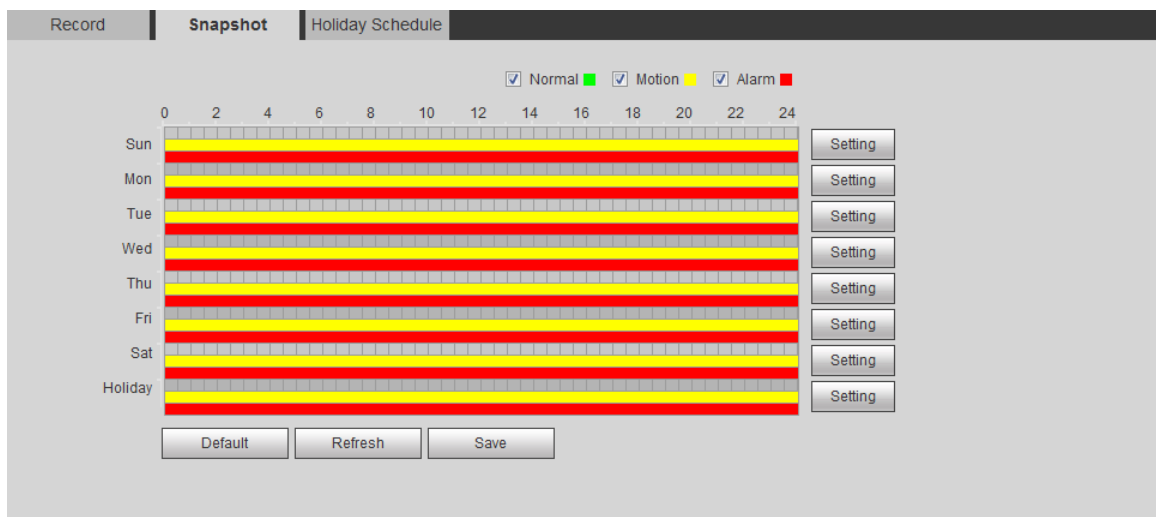 Record Snapshot Holiday Schedule
Normal Motion Alarm
0 2 4 6 8 10 12 14 16 18 20 22 24
Sun Setting
Mon Setting
Tue Setting
Wed Setting
Thu Setting
Fri Setting
Sat Setting
Holiday Setting
Default Refresh Save